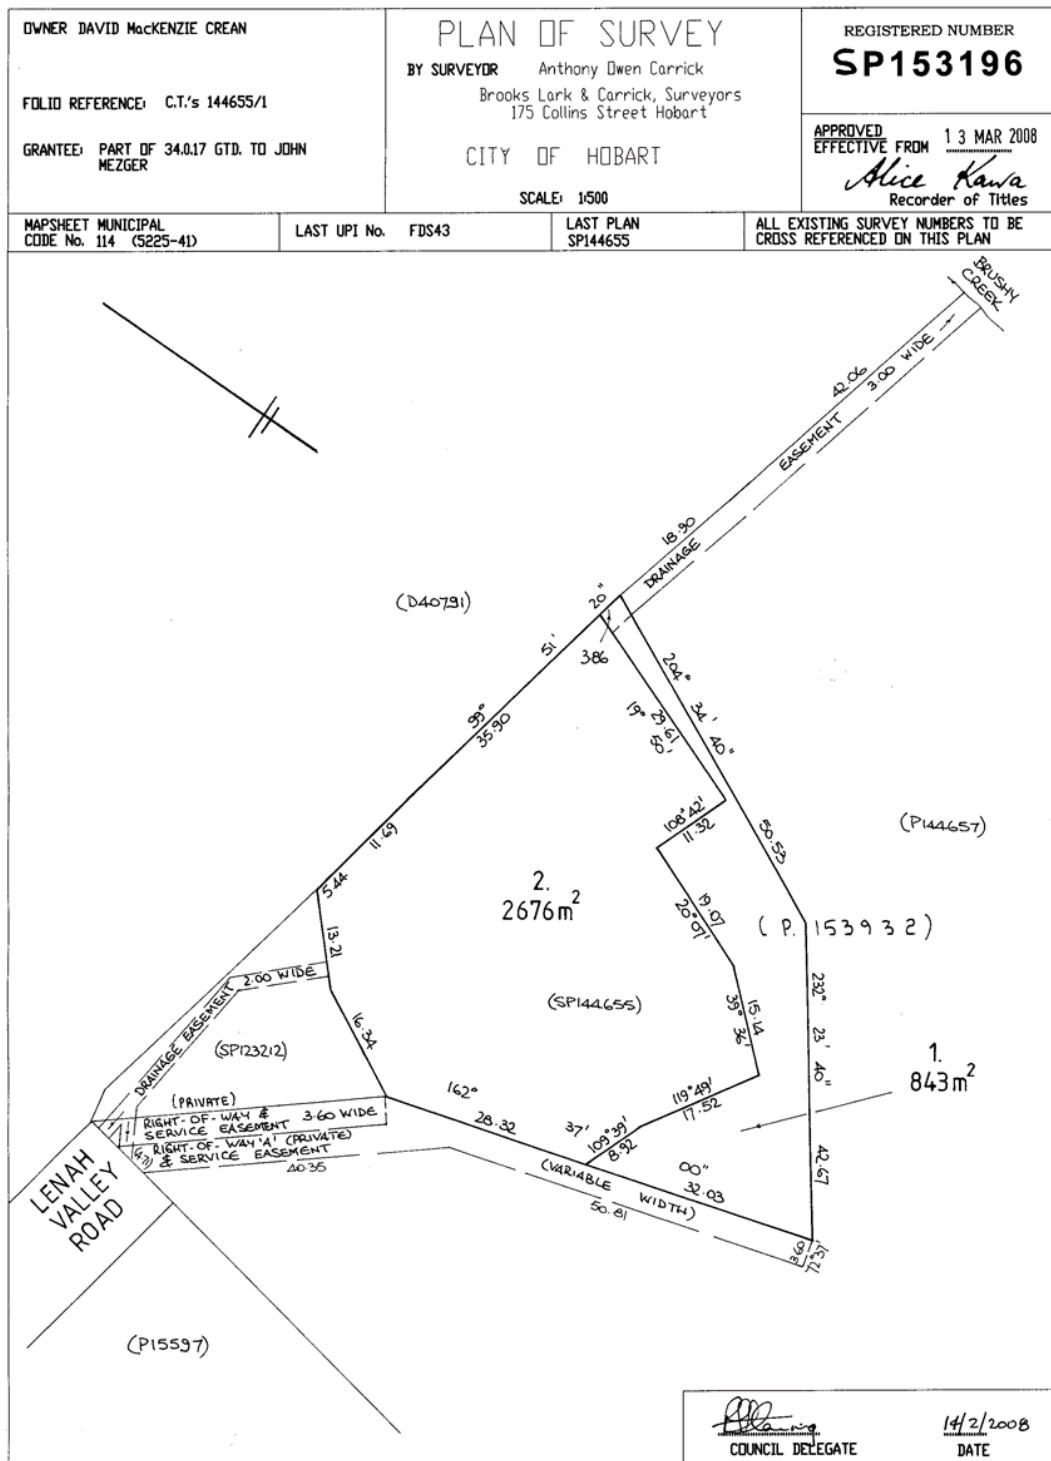 OWNER DAVID MacKENZIE CREAN
FOLIO REFERENCE: C.T.'s 144655/1
GRANTEE: PART OF 34.0.17 GTD. TO JOHN
MEZGER
PLAN OF SURVEY
BY SURVEYOR Anthony Owen Carrick
Brooks Lark & Carrick, Surveyors
175 Collins Street Hobart
CITY OF HOBART
SCALE: 1:500
REGISTERED NUMBER
SP153196
APPROVED
EFFECTIVE FROM 13 MAR 2008
Alice Kawa
Recorder of Titles
MAPSHEET MUNICIPAL
CODE No. 114 (5225-41)
LAST UPI No. FDS43
LAST PLAN
SP144655
ALL EXISTING SURVEY NUMBERS TO BE
CROSS REFERENCED ON THIS PLAN
BRUSHY
CREEK
42.06
3.00 WIDE
EASEMENT
18.90
DRAINAGE
(D40791)
20"
51'
3.86
99°
35.90
204°
34'
40"
29.61
19° 50'
50.53
108°42'
11.32
(P144657)
11.69
5.44
2.
2676m²
19.07
20°07'
(P. 153932)
13.21
2.00 WIDE
DRAINAGE EASEMENT
(SP144655)
15.14
39° 36'
232°
23'
40"
16.34
(SP123212)
1.
843m²
(PRIVATE)
RIGHT-OF-WAY & 3.60 WIDE
SERVICE EASEMENT
RIGHT-OF-WAY 'A' (PRIVATE)
& SERVICE EASEMENT
40.35
162°
28.32
37'
119°49'
17.52
109°39'
8.92
00"
32.03
42.67
(VARIABLE WIDTH)
50.81
3.60
72°37'
LENAH
VALLEY
ROAD
(P15597)
COUNCIL DELEGATE
14/2/2008
DATE